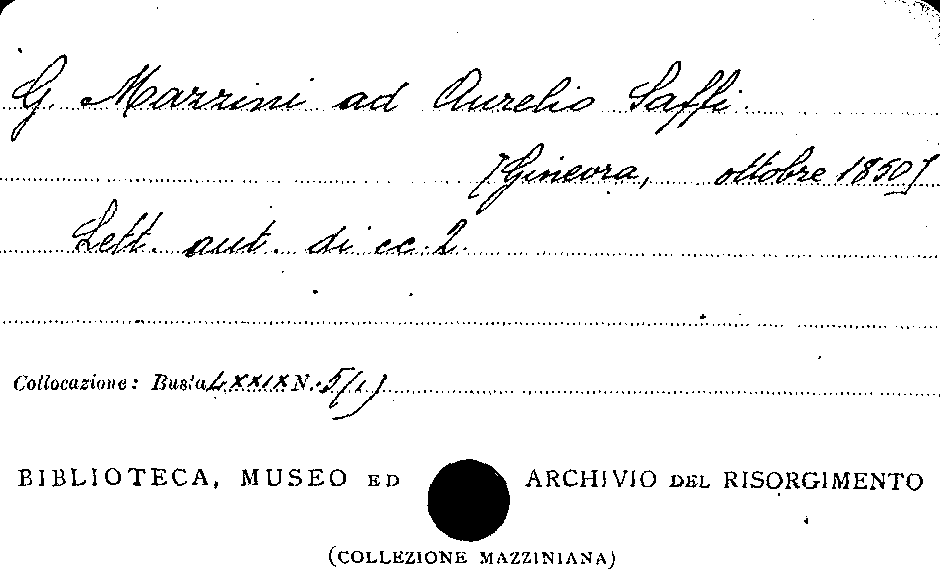 G. Mazzini ad Aurelio Saffi.
[Ginevra, ottobre 1850]
Lett. aut. di cc. 2.
Collocazione: Busta LXXIX N. 5/1)
BIBLIOTECA, MUSEO ED ARCHIVIO DEL RISORGIMENTO
(COLLEZIONE MAZZINIANA)